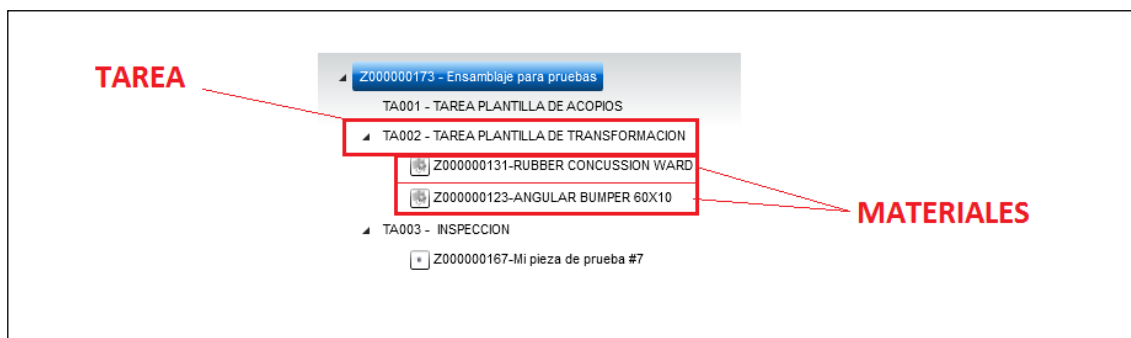 TAREA
Z000000173 - Ensamblaje para pruebas
TA001 - TAREA PLANTILLA DE ACOPIOS
TA002 - TAREA PLANTILLA DE TRANSFORMACION
Z000000131-RUBBER CONCUSSION WARD
Z000000123-ANGULAR BUMPER 60X10
MATERIALES
TA003 - INSPECCION
Z000000167-Mi pieza de prueba #7